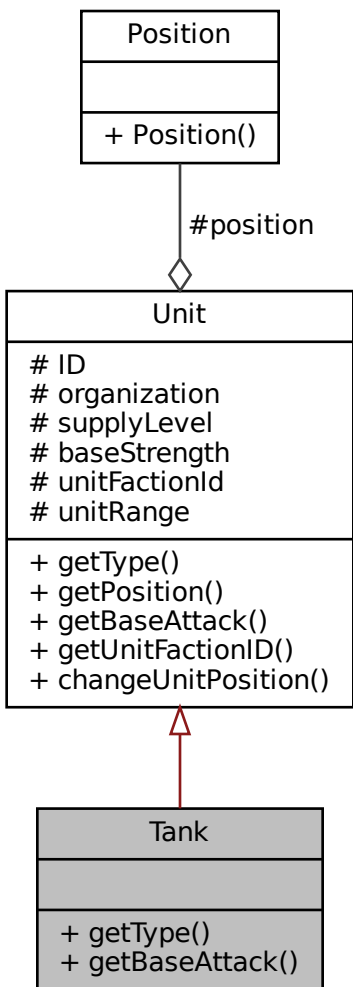 Position
+ Position()
#position
Unit
# ID
# organization
# supplyLevel
# baseStrength
# unitFactionId
# unitRange
+ getType()
+ getPosition()
+ getBaseAttack()
+ getUnitFactionID()
+ changeUnitPosition()
Tank
+ getType()
+ getBaseAttack()